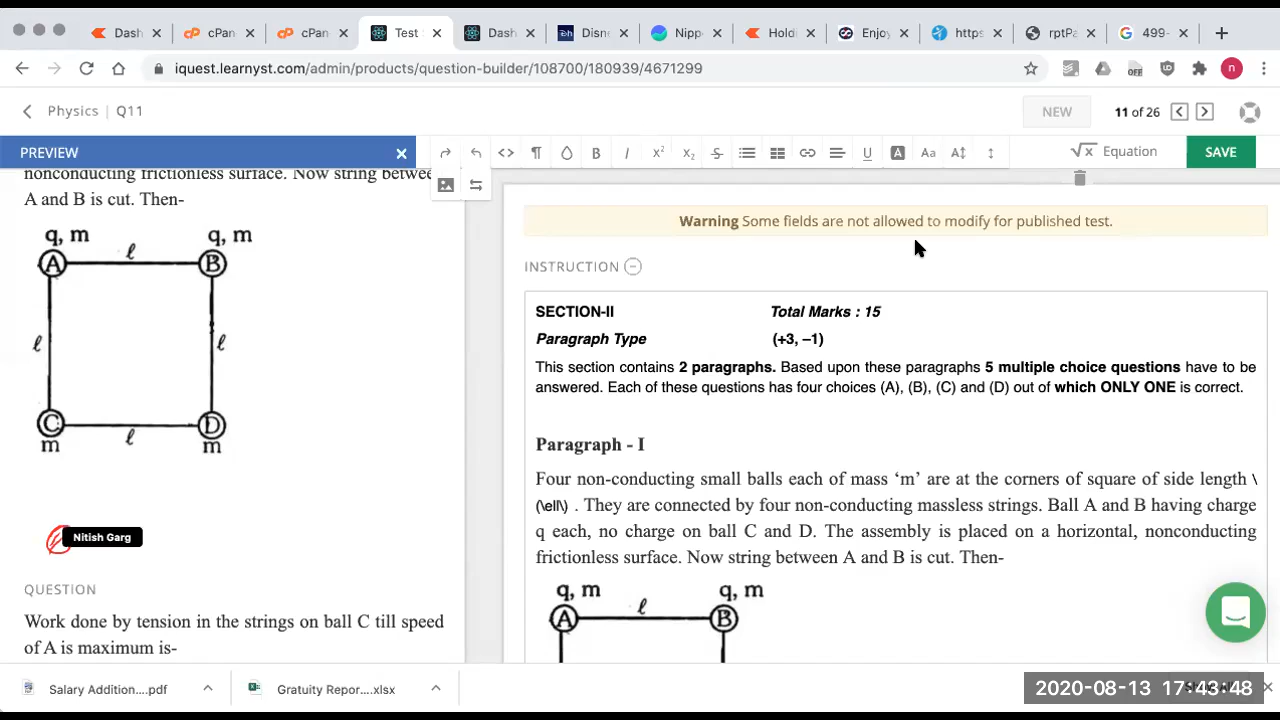 Dash
cPan
cPan
Test
Dash
Disne
Nipp
Hold
Enjoy
https
rptPa
499-
iquest.learnyst.com/admin/products/question-builder/108700/180939/4671299
Physics | Q11
NEW
11 of 26
PREVIEW
Equation
SAVE
nonconducting frictionless surface. Now string betwee
A and B is cut. Then-
q, m
q, m
A
ℓ
B
ℓ
ℓ
C
ℓ
D
m
m
Nitish Garg
QUESTION
Work done by tension in the strings on ball C till speed
of A is maximum is-
Warning Some fields are not allowed to modify for published test.
INSTRUCTION
SECTION-II Total Marks : 15
Paragraph Type (+3, –1)
This section contains 2 paragraphs. Based upon these paragraphs 5 multiple choice questions have to be
answered. Each of these questions has four choices (A), (B), (C) and (D) out of which ONLY ONE is correct.
Paragraph - I
Four non-conducting small balls each of mass ‘m’ are at the corners of square of side length \
(\ell\) . They are connected by four non-conducting massless strings. Ball A and B having charge
q each, no charge on ball C and D. The assembly is placed on a horizontal, nonconducting
frictionless surface. Now string between A and B is cut. Then-
q, m
q, m
A
ℓ
B
Salary Addition....pdf
Gratuity Repor....xlsx
2020-08-13 17:43:48